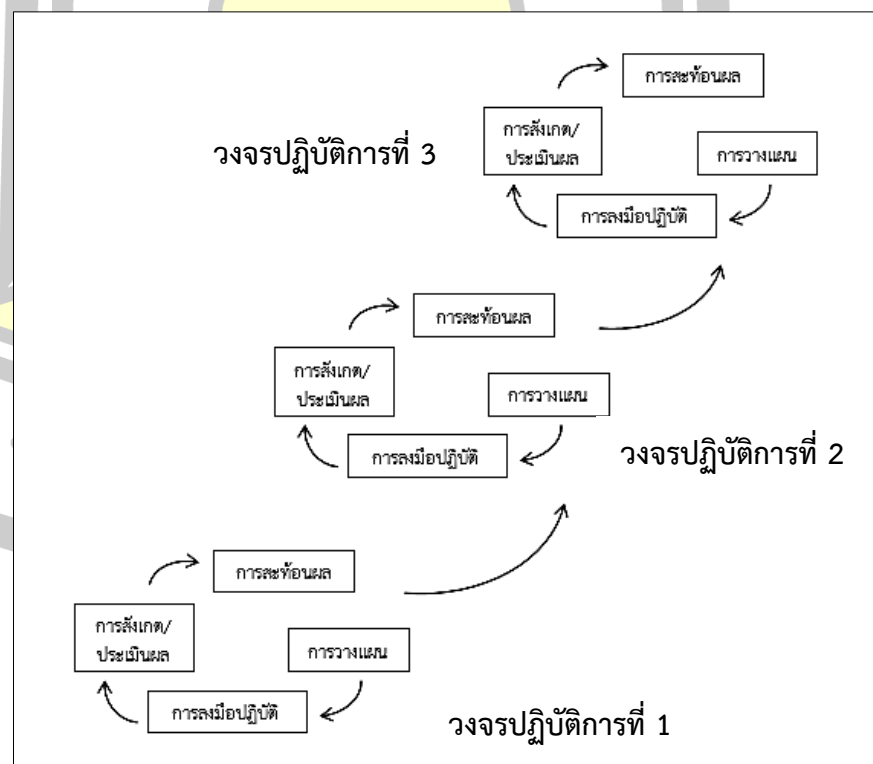 การสะท้อนผล
การสังเกต/
ประเมินผล
วงจรปฏิบัติการที่ 3
การวางแผน
การลงมือปฏิบัติ
การสะท้อนผล
การสังเกต/
ประเมินผล
การวางแผน
การลงมือปฏิบัติ
วงจรปฏิบัติการที่ 2
การสะท้อนผล
การสังเกต/
ประเมินผล
การวางแผน
การลงมือปฏิบัติ
วงจรปฏิบัติการที่ 1